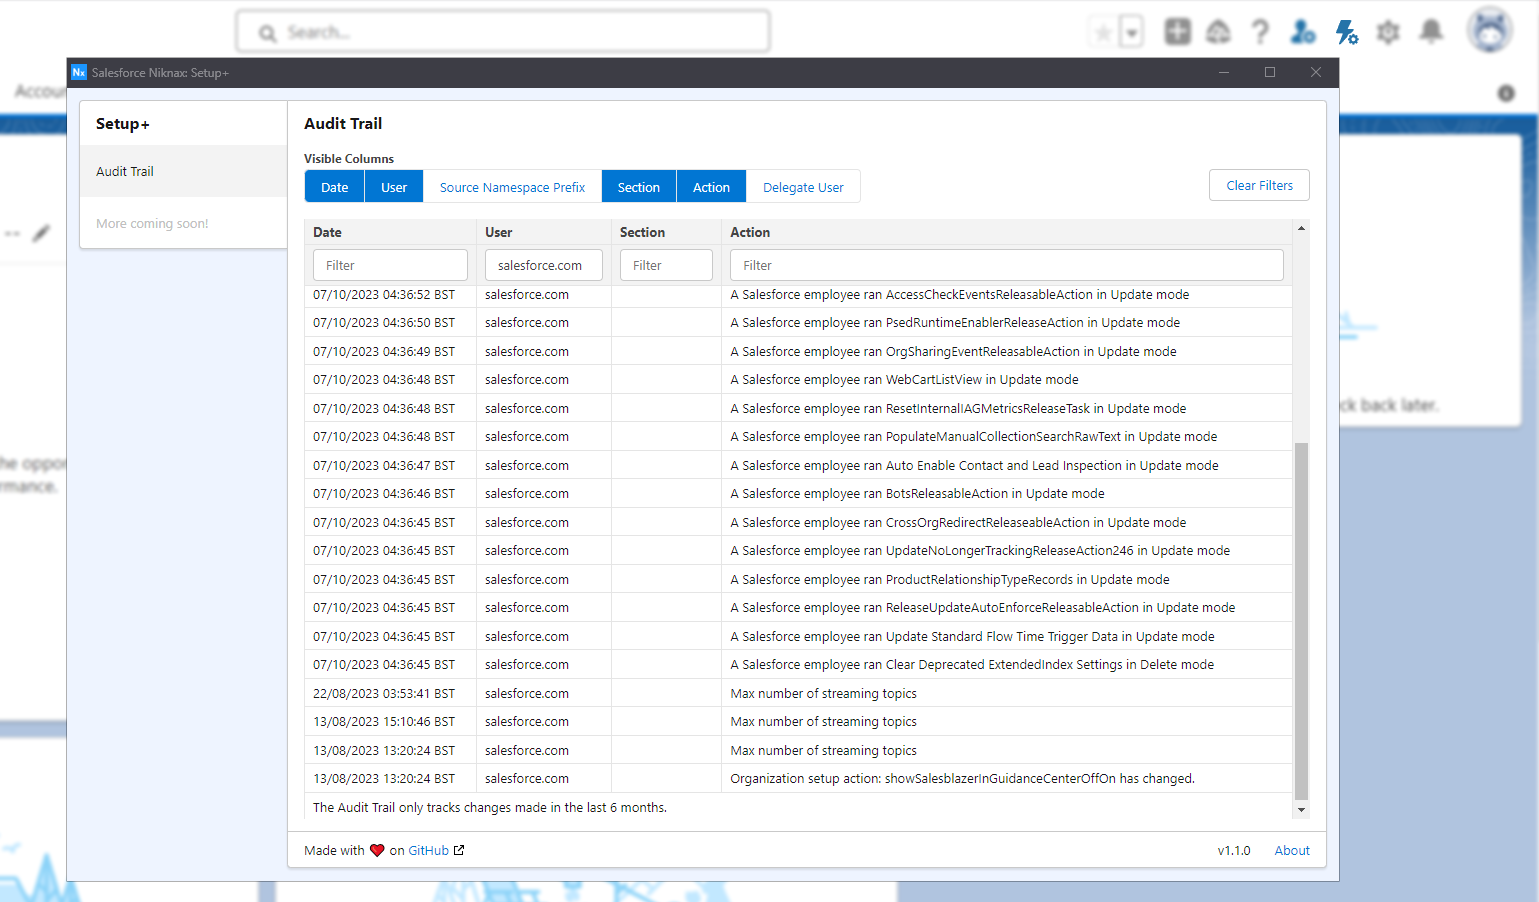 Search...
Nx Salesforce Niknax: Setup+
Accoun
Setup+
Audit Trail
More coming soon!
Audit Trail
Visible Columns
Date User Source Namespace Prefix Section Action Delegate User Clear Filters
Date User Section Action
Filter salesforce.com Filter Filter
07/10/2023 04:36:52 BST salesforce.com A Salesforce employee ran AccessCheckEventsReleasableAction in Update mode
07/10/2023 04:36:50 BST salesforce.com A Salesforce employee ran PsedRuntimeEnablerReleaseAction in Update mode
07/10/2023 04:36:49 BST salesforce.com A Salesforce employee ran OrgSharingEventReleasableAction in Update mode
07/10/2023 04:36:48 BST salesforce.com A Salesforce employee ran WebCartListView in Update mode
07/10/2023 04:36:48 BST salesforce.com A Salesforce employee ran ResetInternalIAGMetricsReleaseTask in Update mode
07/10/2023 04:36:48 BST salesforce.com A Salesforce employee ran PopulateManualCollectionSearchRawText in Update mode
07/10/2023 04:36:47 BST salesforce.com A Salesforce employee ran Auto Enable Contact and Lead Inspection in Update mode
07/10/2023 04:36:46 BST salesforce.com A Salesforce employee ran BotsReleasableAction in Update mode
07/10/2023 04:36:45 BST salesforce.com A Salesforce employee ran CrossOrgRedirectReleaseableAction in Update mode
07/10/2023 04:36:45 BST salesforce.com A Salesforce employee ran UpdateNoLongerTrackingReleaseAction246 in Update mode
07/10/2023 04:36:45 BST salesforce.com A Salesforce employee ran ProductRelationshipTypeRecords in Update mode
07/10/2023 04:36:45 BST salesforce.com A Salesforce employee ran ReleaseUpdateAutoEnforceReleasableAction in Update mode
07/10/2023 04:36:45 BST salesforce.com A Salesforce employee ran Update Standard Flow Time Trigger Data in Update mode
07/10/2023 04:36:45 BST salesforce.com A Salesforce employee ran Clear Deprecated ExtendedIndex Settings in Delete mode
22/08/2023 03:53:41 BST salesforce.com Max number of streaming topics
13/08/2023 15:10:46 BST salesforce.com Max number of streaming topics
13/08/2023 13:20:24 BST salesforce.com Max number of streaming topics
13/08/2023 13:20:24 BST salesforce.com Organization setup action: showSalesblazerInGuidanceCenterOffOn has changed.
The Audit Trail only tracks changes made in the last 6 months.
Made with ❤ on GitHub v1.1.0 About
he oppor
rmance.
ck back later.